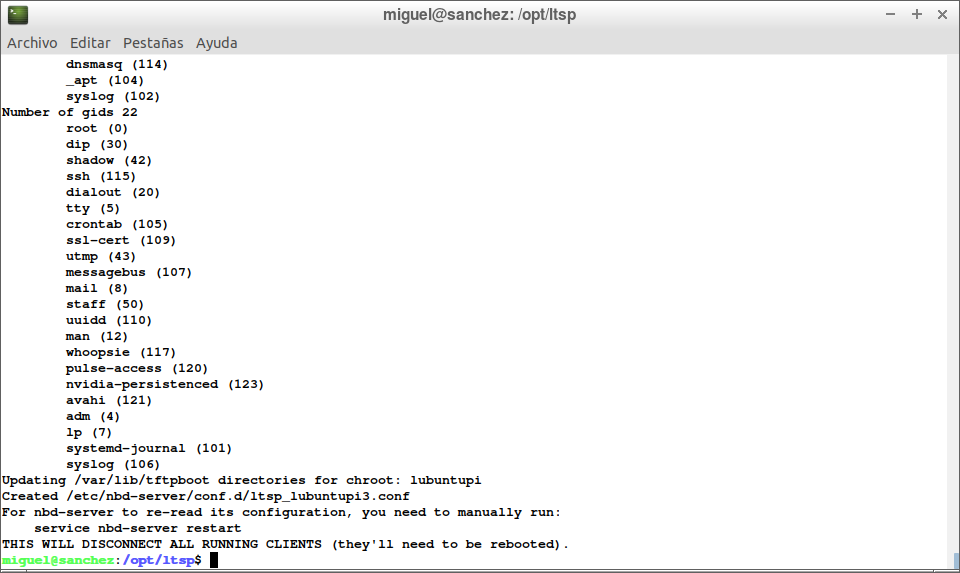 miguel@sanchez: /opt/ltsp
Archivo Editar Pestañas Ayuda
dnsmasq (114)
_apt (104)
syslog (102)
Number of gids 22
root (0)
dip (30)
shadow (42)
ssh (115)
dialout (20)
tty (5)
crontab (105)
ssl-cert (109)
utmp (43)
messagebus (107)
mail (8)
staff (50)
uuidd (110)
man (12)
whoopsie (117)
pulse-access (120)
nvidia-persistenced (123)
avahi (121)
adm (4)
lp (7)
systemd-journal (101)
syslog (106)
Updating /var/lib/tftpboot directories for chroot: lubuntupi
Created /etc/nbd-server/conf.d/ltsp_lubuntupi3.conf
For nbd-server to re-read its configuration, you need to manually run:
service nbd-server restart
THIS WILL DISCONNECT ALL RUNNING CLIENTS (they'll need to be rebooted).
miguel@sanchez:/opt/ltsp$